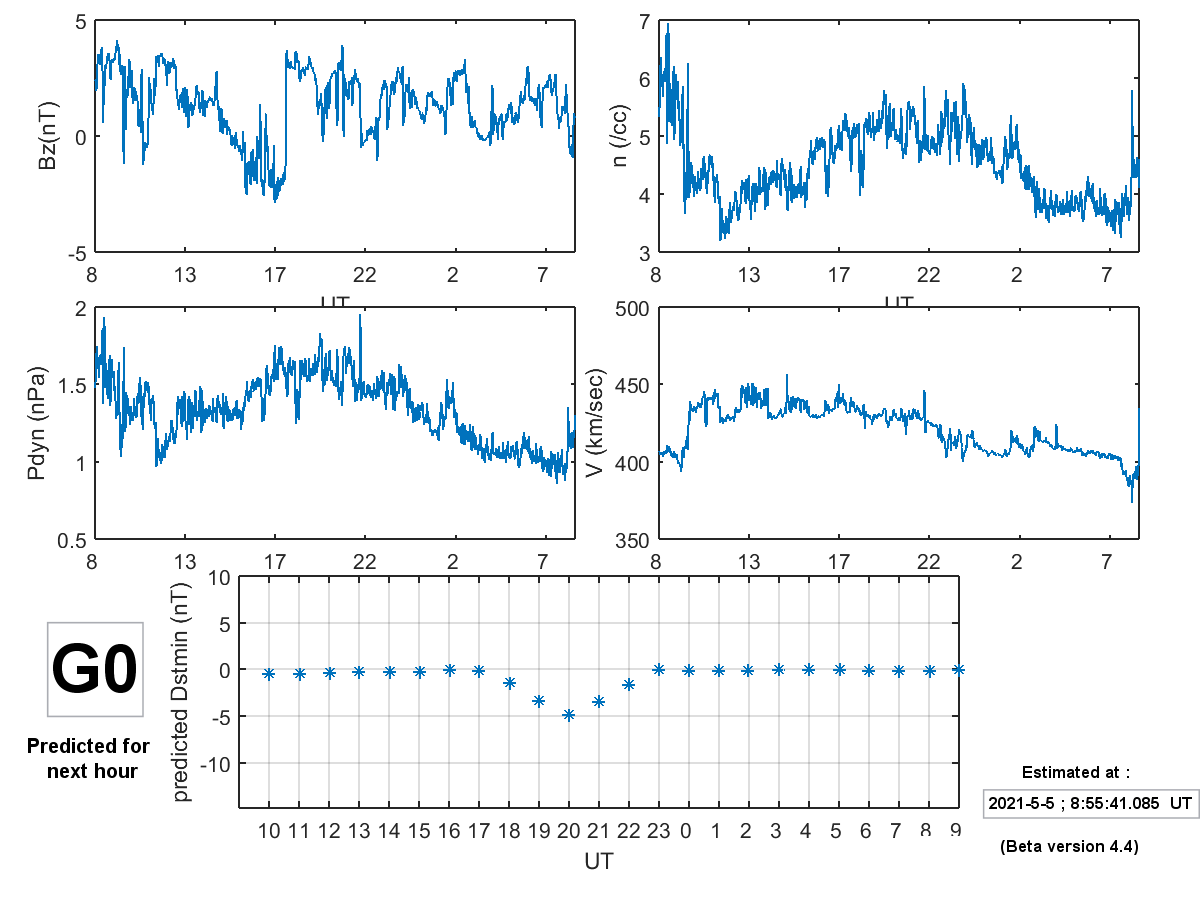 5
0
-5
Bz(nT)
8 13 17 22 2 7
UT
7
6
5
4
3
n (/cc)
8 13 17 22 2 7
UT
2
1.5
1
0.5
Pdyn (nPa)
8 13 17 22 2 7
500
450
400
350
V (km/sec)
8 13 17 22 2 7
10
5
0
-5
-10
predicted Dstmin (nT)
10 11 12 13 14 15 16 17 18 19 20 21 22 23 0 1 2 3 4 5 6 7 8 9
UT
G0
Predicted for
next hour
Estimated at :
2021-5-5 ; 8:55:41.085 UT
(Beta version 4.4)